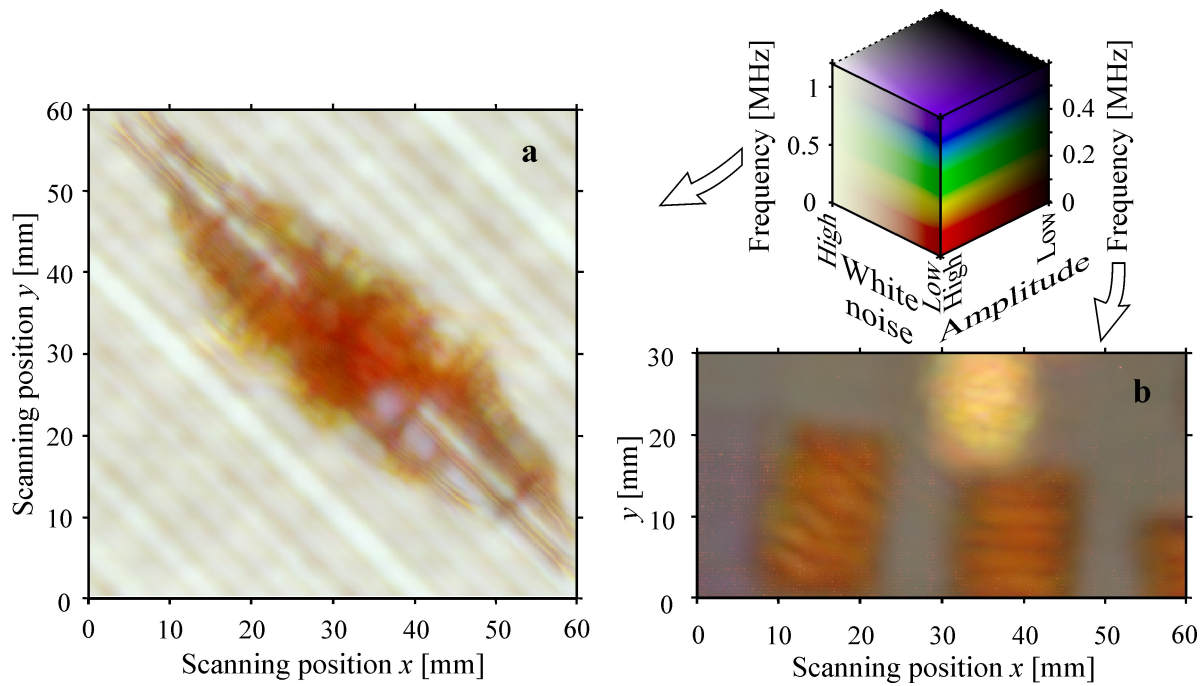 a
Scanning position y [mm]
60
50
40
30
20
10
0
0 10 20 30 40 50 60
Scanning position x [mm]
Frequency [MHz]
1
0.5
0
0.4
0.2
0
Frequency [MHz]
High
Low
White
noise
High
Low
Amplitude
b
y [mm]
30
20
10
0
0 10 20 30 40 50 60
Scanning position x [mm]